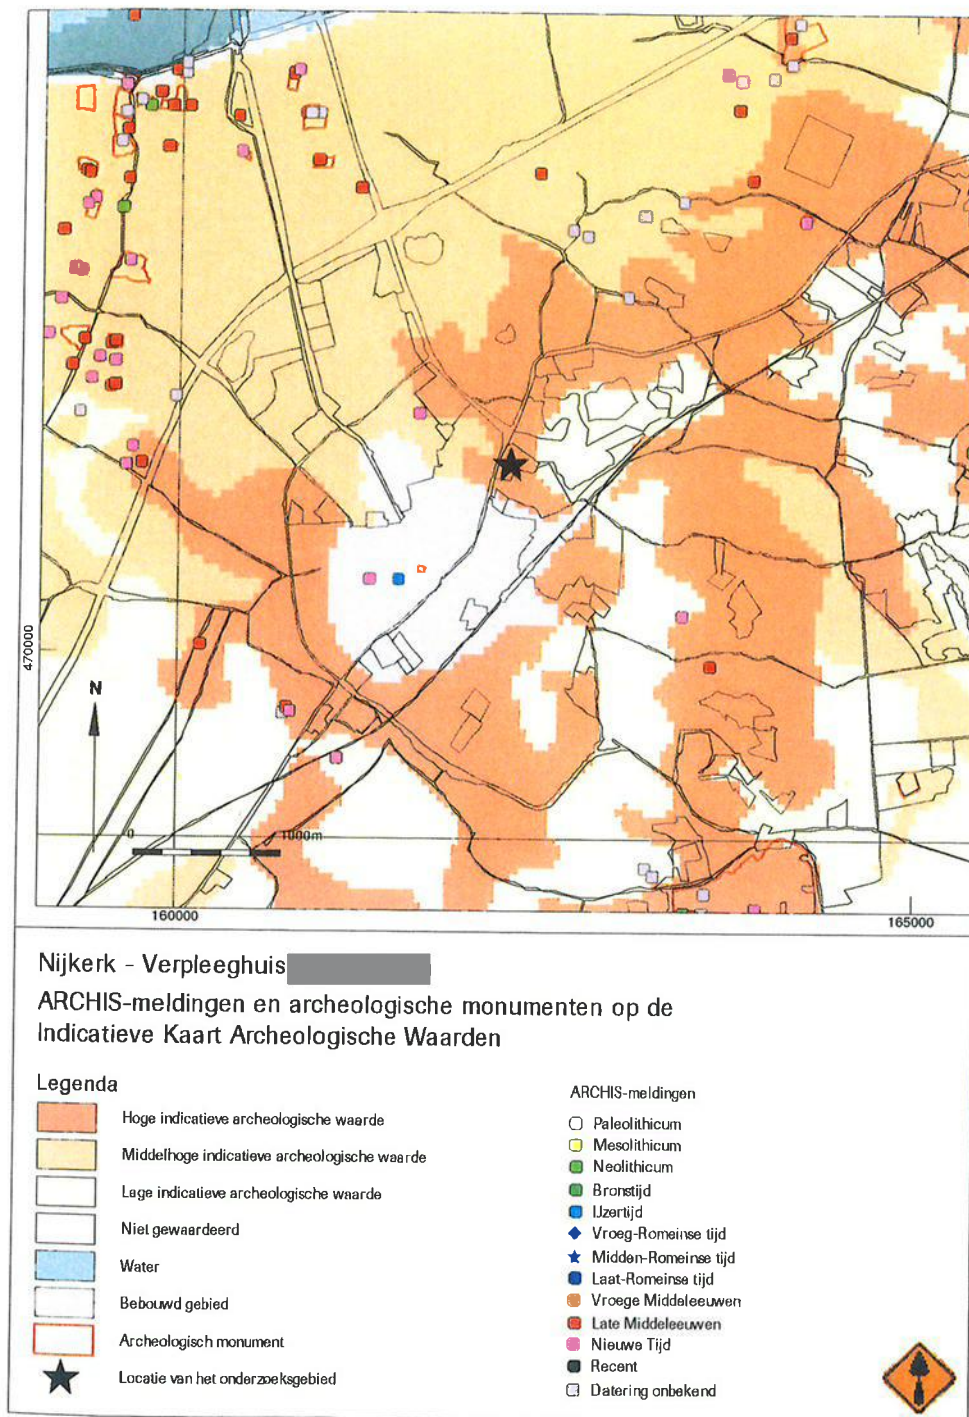 470000
N
0
1000m
160000
165000
Nijkerk - Verpleeghuis
ARCHIS-meldingen en archeologische monumenten op de
Indicatieve Kaart Archeologische Waarden
Legenda
Hoge indicatieve archeologische waarde
Middelhoge indicatieve archeologische waarde
Lage indicatieve archeologische waarde
Niet gewaardeerd
Water
Bebouwd gebied
Archeologisch monument
Locatie van het onderzoeksgebied
ARCHIS-meldingen
Paleolithicum
Mesolithicum
Neolithicum
Bronstijd
IJzertijd
Vroeg-Romeinse tijd
Midden-Romeinse tijd
Laat-Romeinse tijd
Vroege Middeleeuwen
Late Middeleeuwen
Nieuwe Tijd
Recent
Datering onbekend